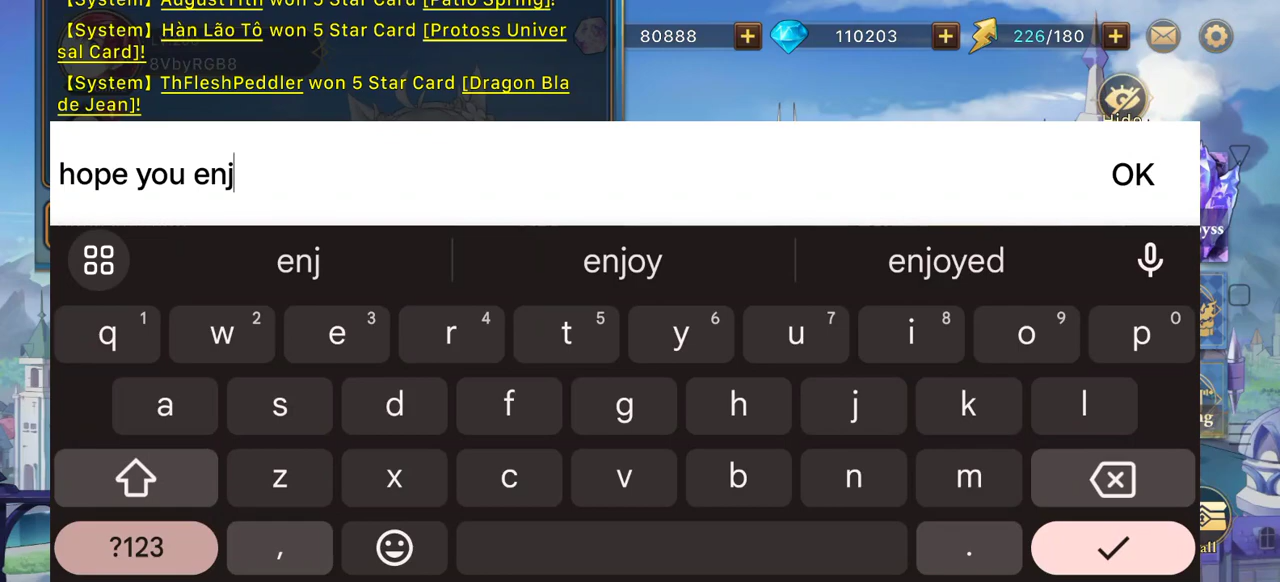 【System】 August11th won 5 Star Card [Patio Spring]!
【System】 Hàn Lão Tô won 5 Star Card [Protoss Univer
sal Card]!
8VbyRGB8
【System】 ThFleshPeddler won 5 Star Card [Dragon Bla
de Jean]!
80888
110203
226/180
hope you enj
OK
enj enjoy enjoyed
q 1 w 2 e 3 r 4 t 5 y 6 u 7 i 8 o 9 p 0
a s d f g h j k l
z x c v b n m
?123 , .